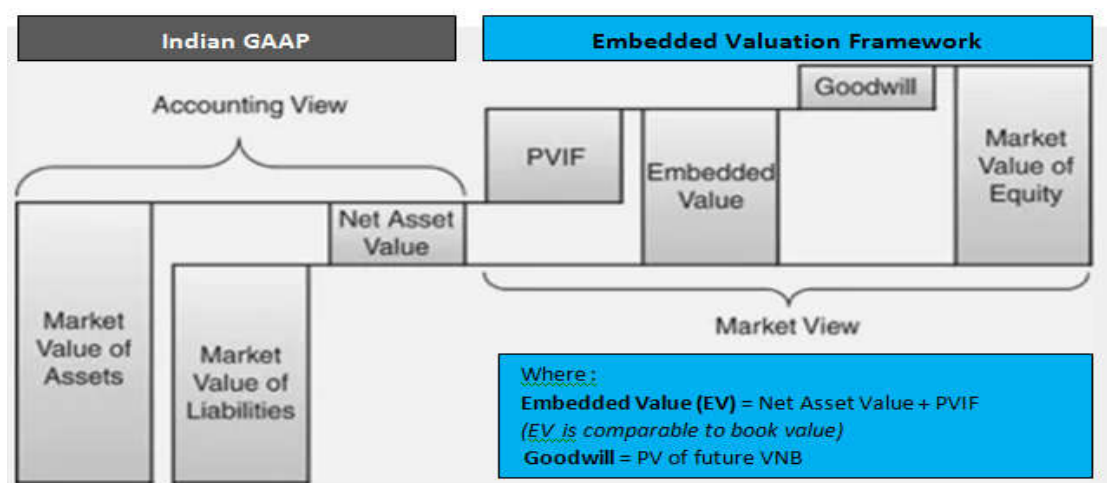 Indian GAAP
Embedded Valuation Framework
Accounting View
Market
Value of
Assets
Market
Value of
Liabilities
Net Asset
Value
PVIF
Embedded
Value
Goodwill
Market
Value of
Equity
Market View
Where :
Embedded Value (EV) = Net Asset Value + PVIF
(EV is comparable to book value)
Goodwill = PV of future VNB